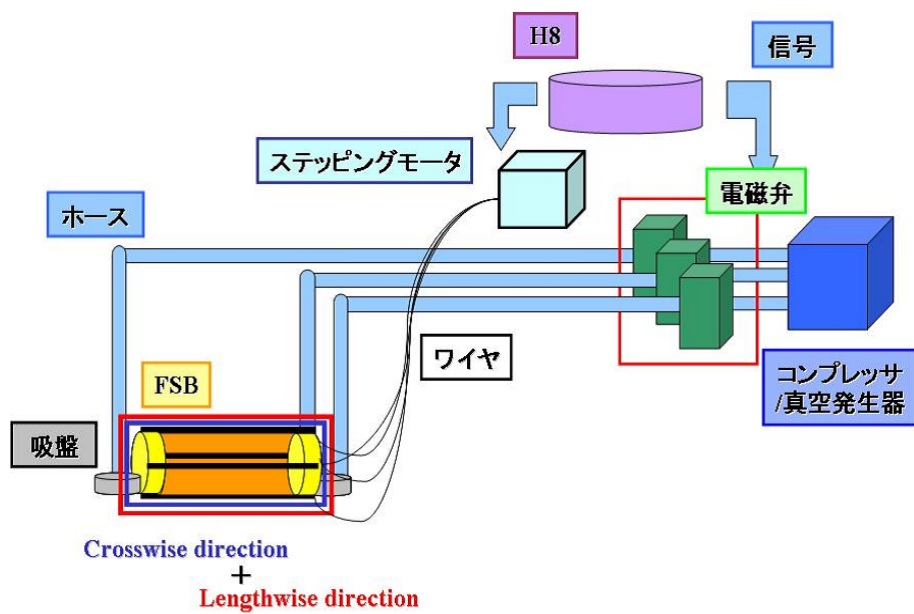 H8
信号
ステッピングモータ
電磁弁
ホース
ワイヤ
FSB
コンプレッサ
/真空発生器
吸盤
Crosswise direction
+
Lengthwise direction